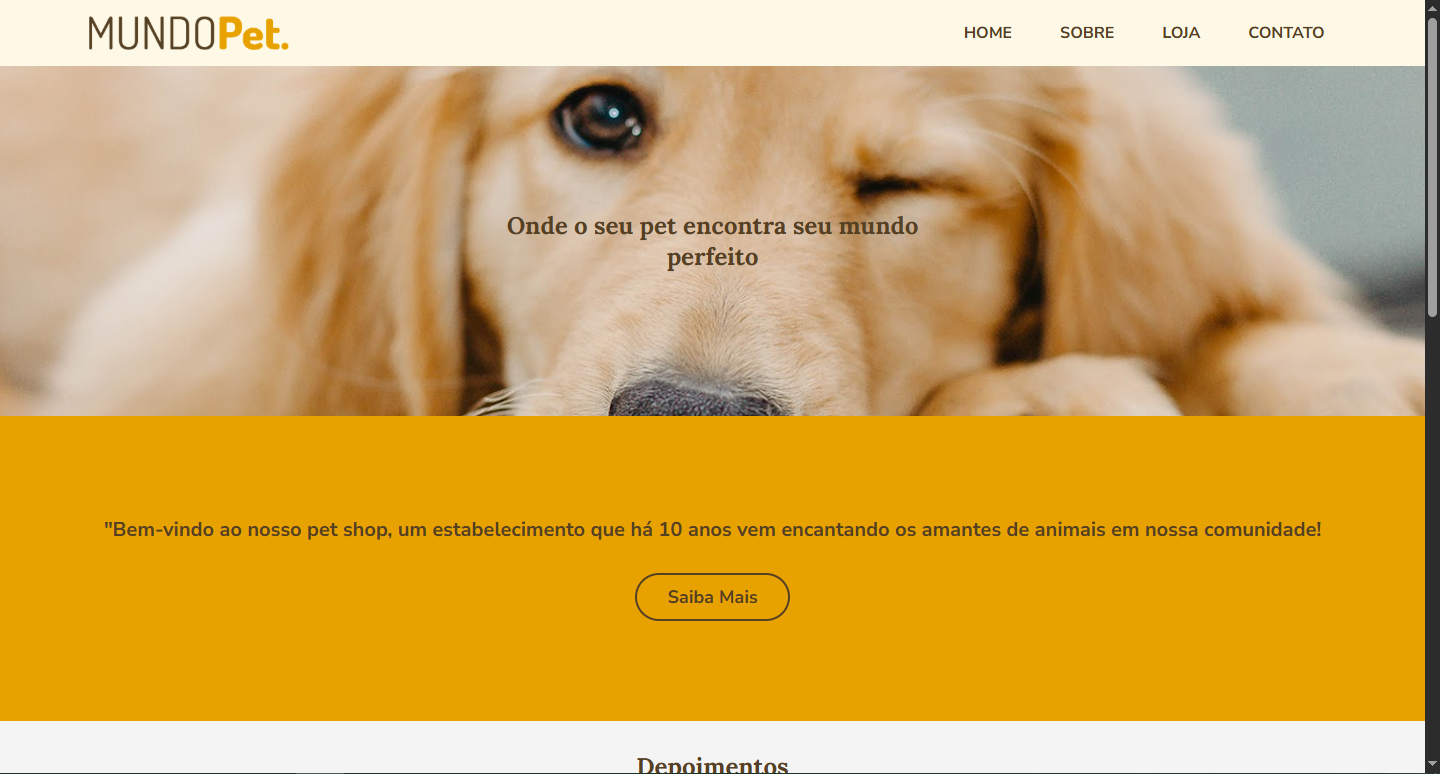 MUNDOPet.
HOME SOBRE LOJA CONTATO
Onde o seu pet encontra seu mundo
perfeito
"Bem-vindo ao nosso pet shop, um estabelecimento que há 10 anos vem encantando os amantes de animais em nossa comunidade!
Saiba Mais
Depoimentos